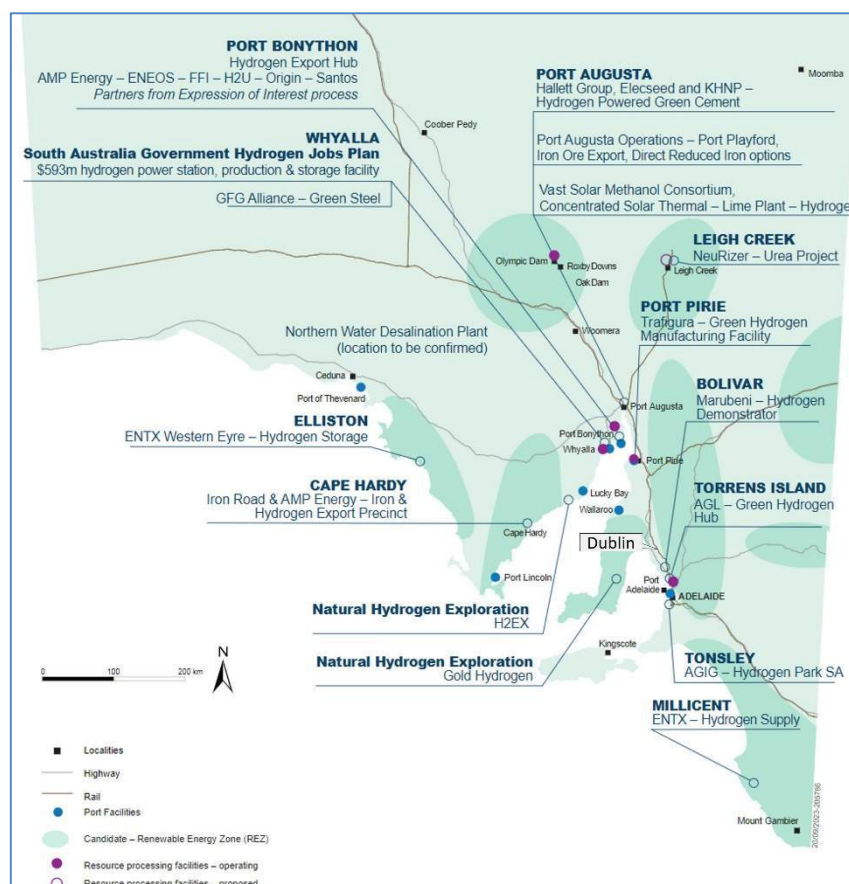 PORT BONYTHON
Hydrogen Export Hub
AMP Energy – ENEOS – FFI – H2U – Origin – Santos
Partners from Expression of Interest process
WHYALLA
South Australia Government Hydrogen Jobs Plan
$593m hydrogen power station, production & storage facility
GFG Alliance – Green Steel
PORT AUGUSTA
Hallett Group, Elecseed and KHNP –
Hydrogen Powered Green Cement
Port Augusta Operations – Port Playford,
Iron Ore Export, Direct Reduced Iron options
Vast Solar Methanol Consortium,
Concentrated Solar Thermal – Lime Plant – Hydroge
Moomba
Coober Pedy
Olympic Dam
Roxby Downs
Oak Dam
LEIGH CREEK
NeuRizer – Urea Project
Leigh Creek
PORT PIRIE
Trafigura – Green Hydrogen
Manufacturing Facility
Woomera
Northern Water Desalination Plant
(location to be confirmed)
Ceduna
Port of Thevenard
BOLIVAR
Marubeni – Hydrogen
Demonstrator
Port Augusta
ELLISTON
ENTX Western Eyre – Hydrogen Storage
Port Bonython
Whyalla
Port Pirie
CAPE HARDY
Iron Road & AMP Energy – Iron &
Hydrogen Export Precinct
TORRENS ISLAND
AGL – Green Hydrogen
Hub
Lucky Bay
Wallaroo
Cape Hardy
Dublin
Port Lincoln
Port
Adelaide
ADELAIDE
Natural Hydrogen Exploration
H2EX
Kingscote
Natural Hydrogen Exploration
Gold Hydrogen
TONSLEY
AGIG – Hydrogen Park SA
N
0 100 200 km
MILLICENT
ENTX – Hydrogen Supply
Mount Gambier
20/09/2023-205786
Localities
Highway
Rail
Port Facilities
Candidate – Renewable Energy Zone (REZ)
Resource processing facilities – operating
Resource processing facilities – proposed